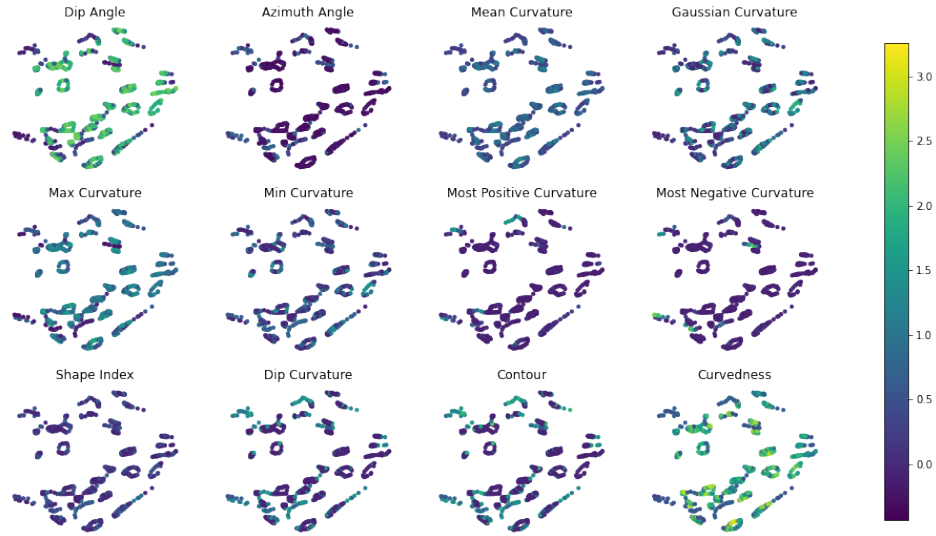 Dip Angle
Azimuth Angle
Mean Curvature
Gaussian Curvature
Max Curvature
Min Curvature
Most Positive Curvature
Most Negative Curvature
Shape Index
Dip Curvature
Contour
Curvedness
3.0
2.5
2.0
1.5
1.0
0.5
0.0